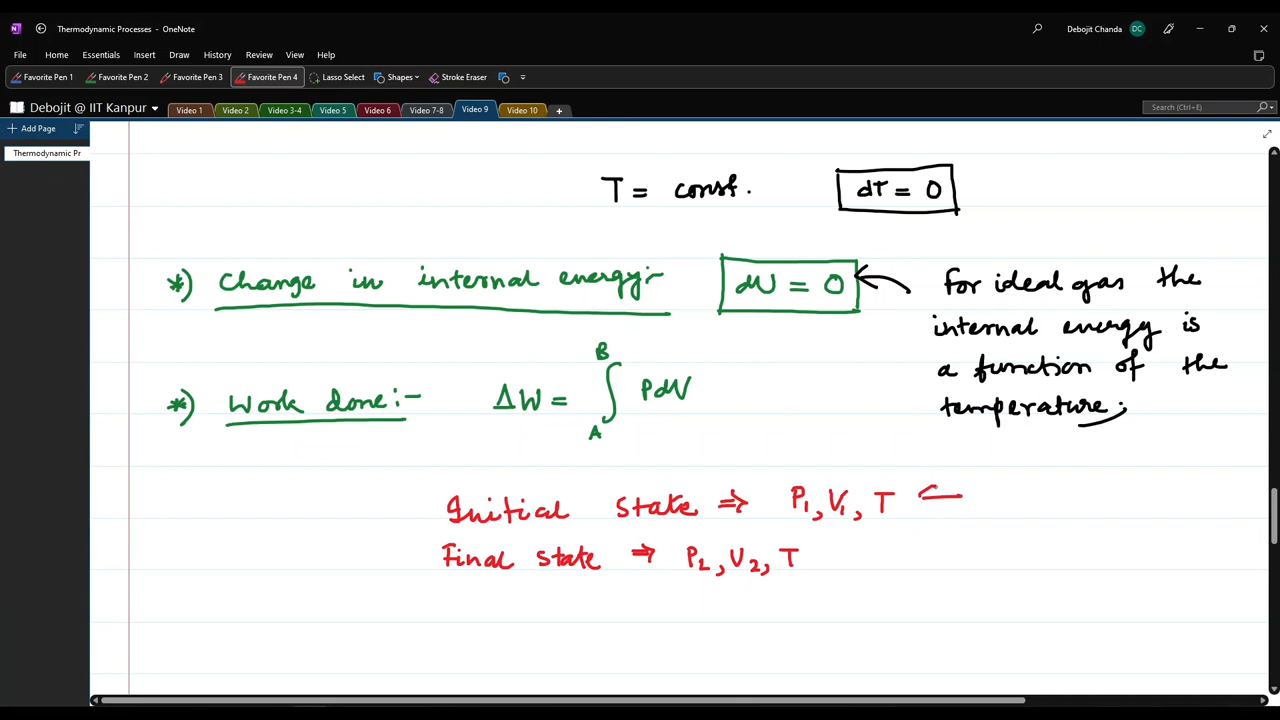 Thermodynamic Processes - OneNote
Debojit Chanda DC
File Home Essentials Insert Draw History Review View Help
Favorite Pen 1 Favorite Pen 2 Favorite Pen 3 Favorite Pen 4 Lasso Select Shapes Stroke Eraser
Debojit @ IIT Kanpur Video 1 Video 2 Video 3-4 Video 5 Video 6 Video 7-8 Video 9 Video 10 + Search (Ctrl+E)
+ Add Page
Thermodynamic Pr
T = const. dT = 0
*) Change in internal energy:- dU = 0
for ideal gas the
internal energy is
a function of the
temperature.
*) Work done:- ΔW = ∫_A^B PdV
Initial state ⇒ P₁, V₁, T ⇐
Final state ⇒ P₂, V₂, T